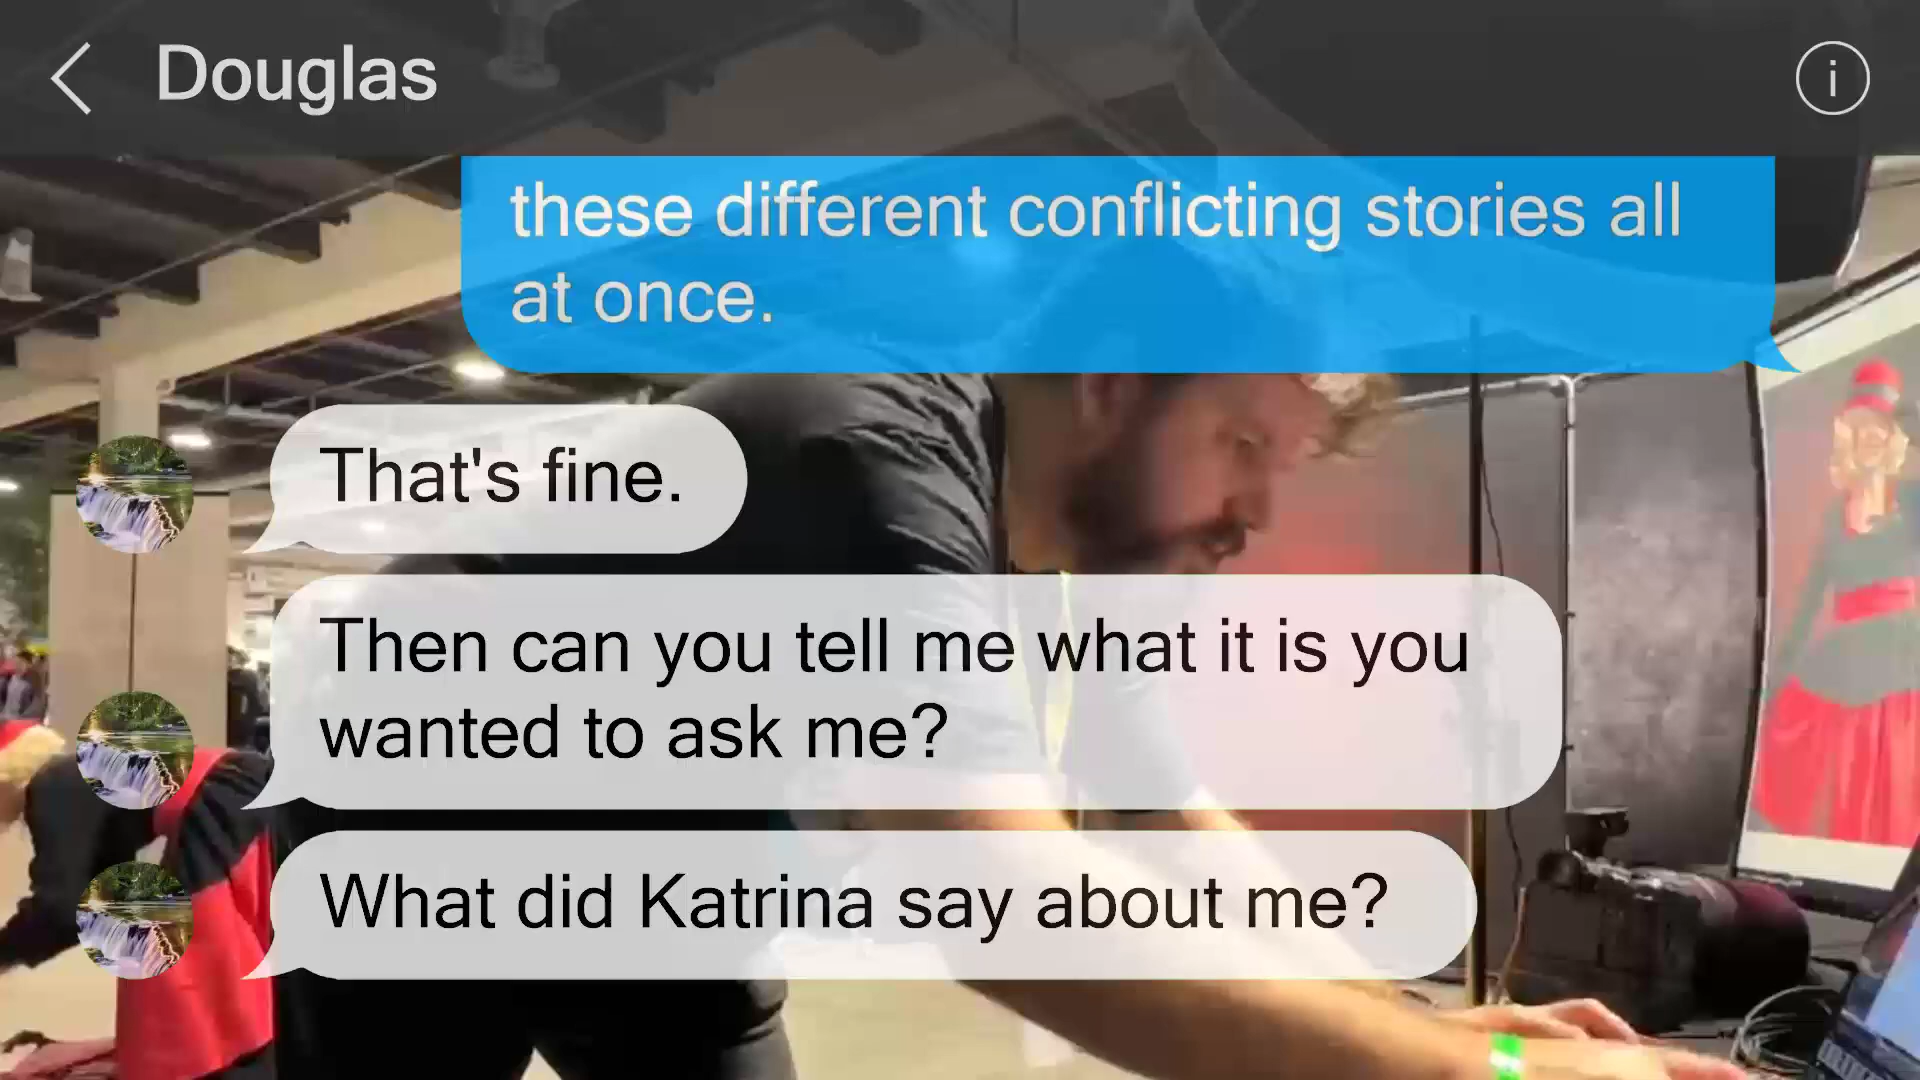 Douglas
these different conflicting stories all
at once.
That's fine.
Then can you tell me what it is you
wanted to ask me?
What did Katrina say about me?